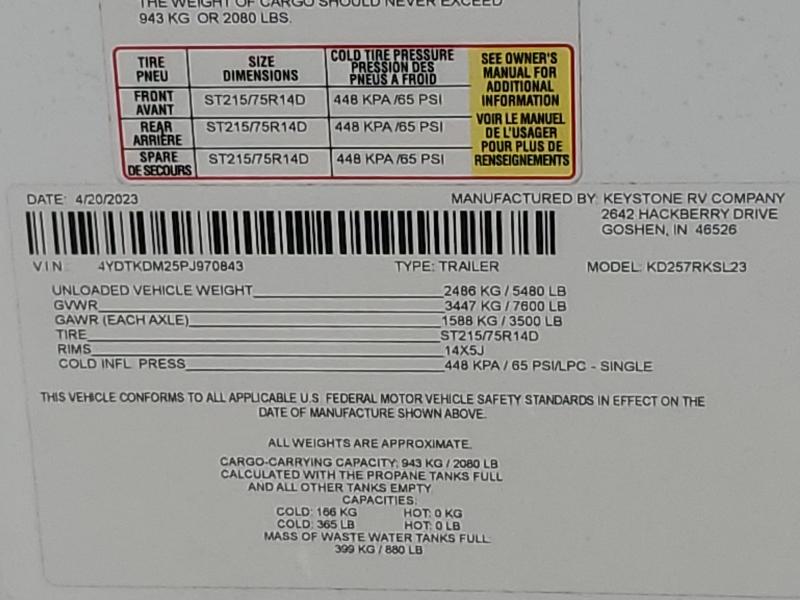 THE WEIGHT OF CARGO SHOULD NEVER EXCEED
943 KG OR 2080 LBS.
TIRE PNEU SIZE DIMENSIONS COLD TIRE PRESSURE PRESSION DES PNEUS A FROID
FRONT AVANT ST215/75R14D 448 KPA /65 PSI
REAR ARRIÈRE ST215/75R14D 448 KPA /65 PSI
SPARE DE SECOURS ST215/75R14D 448 KPA /65 PSI
SEE OWNER'S
MANUAL FOR
ADDITIONAL
INFORMATION
VOIR LE MANUEL
DE L'USAGER
POUR PLUS DE
RENSEIGNEMENTS
DATE: 4/20/2023 MANUFACTURED BY: KEYSTONE RV COMPANY
2642 HACKBERRY DRIVE
GOSHEN, IN 46526
VIN 4YDTKDM25PJ970843 TYPE: TRAILER MODEL: KD257RKSL23
UNLOADED VEHICLE WEIGHT 2486 KG / 5480 LB
GVWR 3447 KG / 7600 LB
GAWR (EACH AXLE) 1588 KG / 3500 LB
TIRE ST215/75R14D
RIMS 14X5J
COLD INFL. PRESS 448 KPA / 65 PSI/LPC - SINGLE
THIS VEHICLE CONFORMS TO ALL APPLICABLE U.S. FEDERAL MOTOR VEHICLE SAFETY STANDARDS IN EFFECT ON THE
DATE OF MANUFACTURE SHOWN ABOVE.
ALL WEIGHTS ARE APPROXIMATE.
CARGO-CARRYING CAPACITY: 943 KG / 2080 LB
CALCULATED WITH THE PROPANE TANKS FULL
AND ALL OTHER TANKS EMPTY
CAPACITIES:
COLD: 166 KG HOT: 0 KG
COLD: 365 LB HOT: 0 LB
MASS OF WASTE WATER TANKS FULL
399 KG / 880 LB